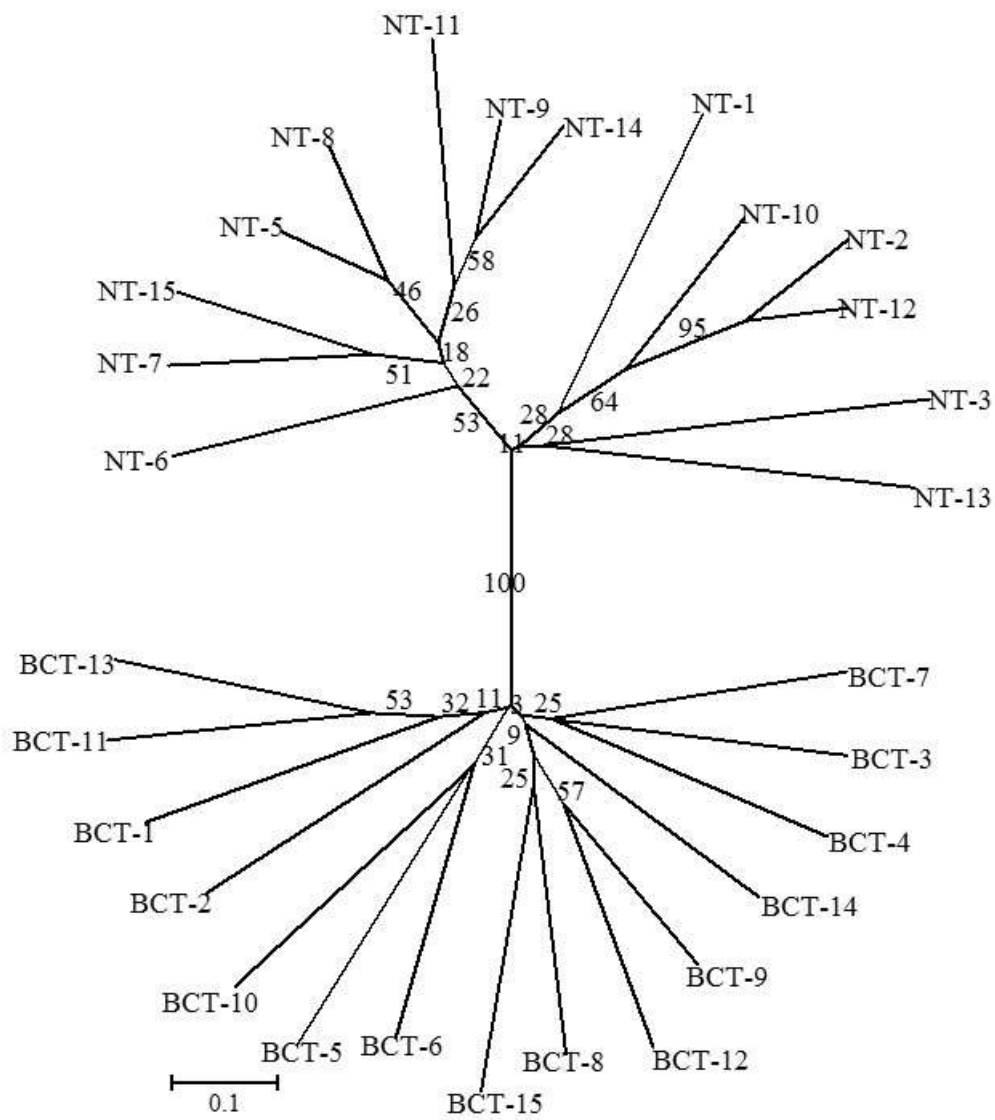 NT-11
NT-9
NT-14
NT-1
NT-8
NT-10
NT-5
NT-2
NT-15
NT-12
NT-7
NT-3
NT-6
NT-13
58
46
26
95
18
51
22
64
53
28
28
11
100
BCT-13
BCT-7
53
32
11
3
25
BCT-11
9
BCT-3
31
25
57
BCT-1
BCT-4
BCT-2
BCT-14
BCT-10
BCT-9
BCT-5
BCT-6
BCT-8
BCT-12
0.1
BCT-15